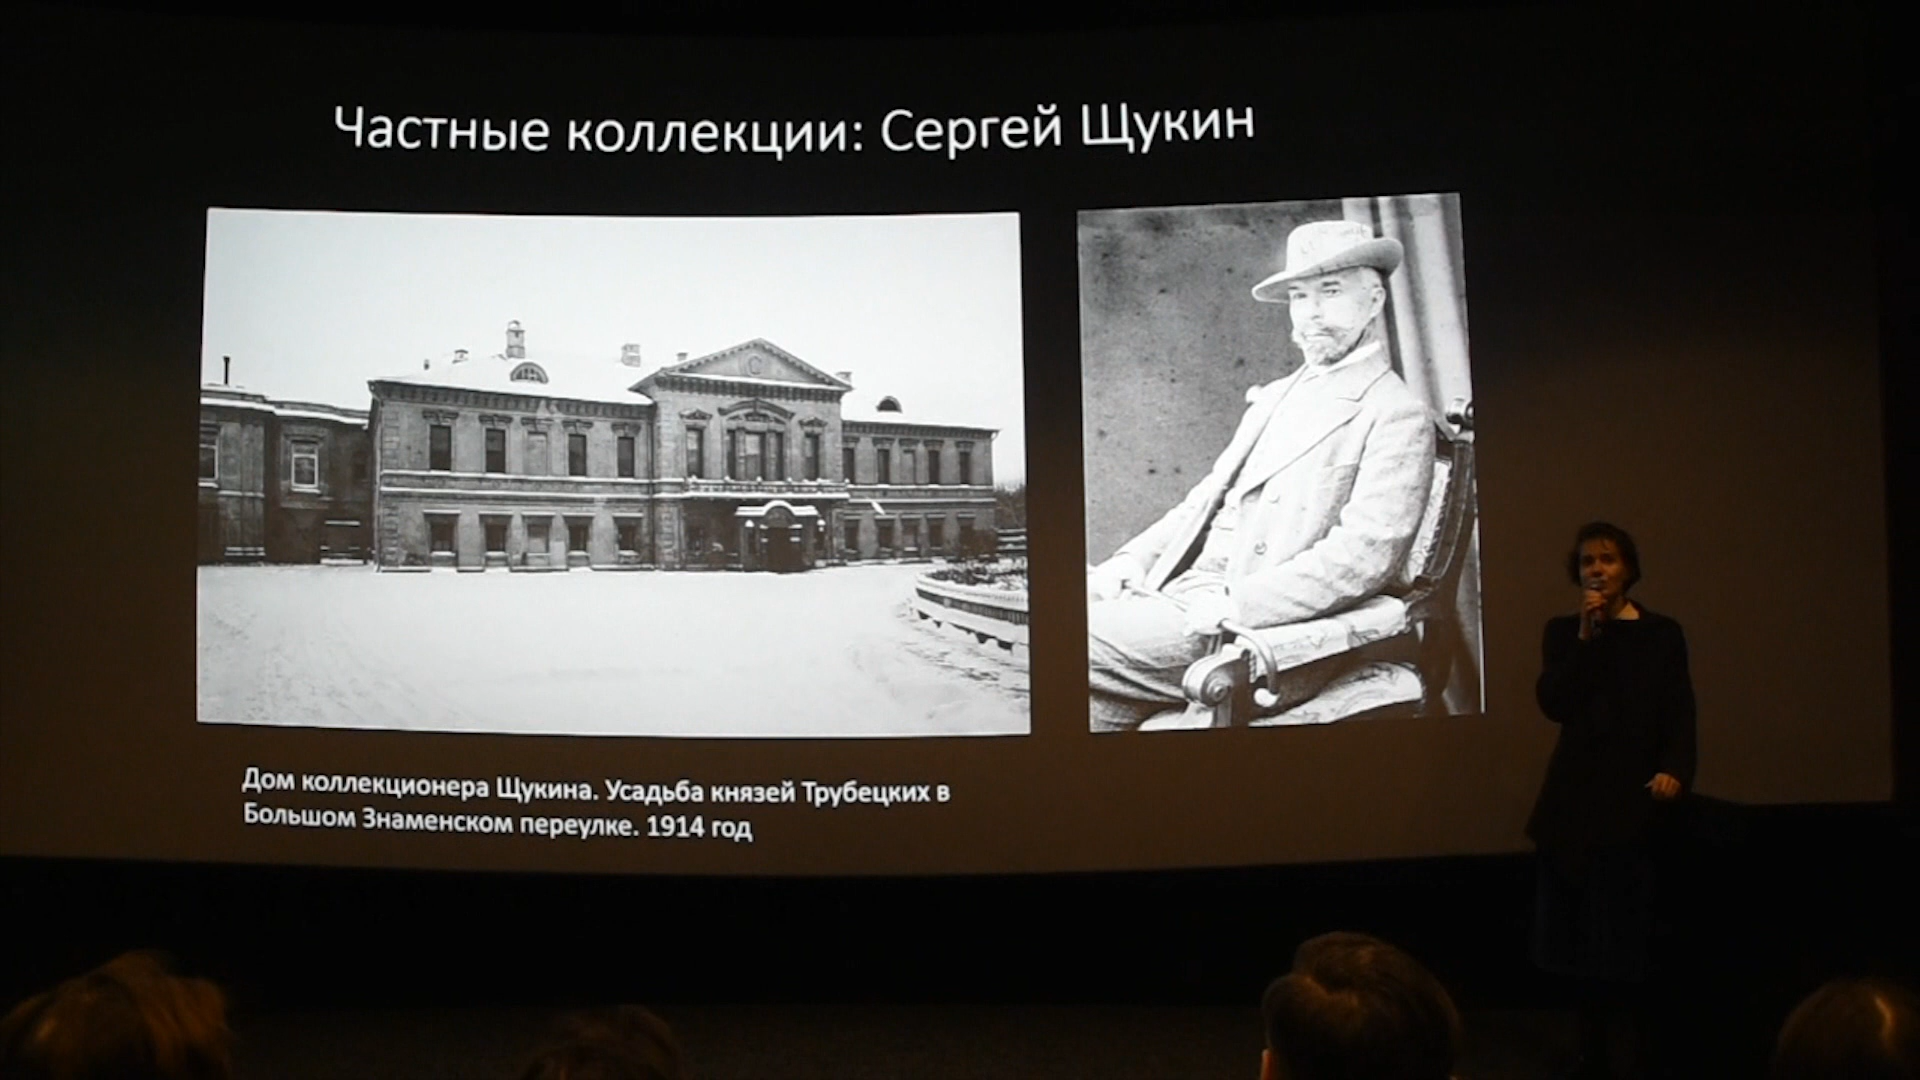 Частные коллекции: Сергей Щукин
Дом коллекционера Щукина. Усадьба князей Трубецких в
Большом Знаменском переулке. 1914 год